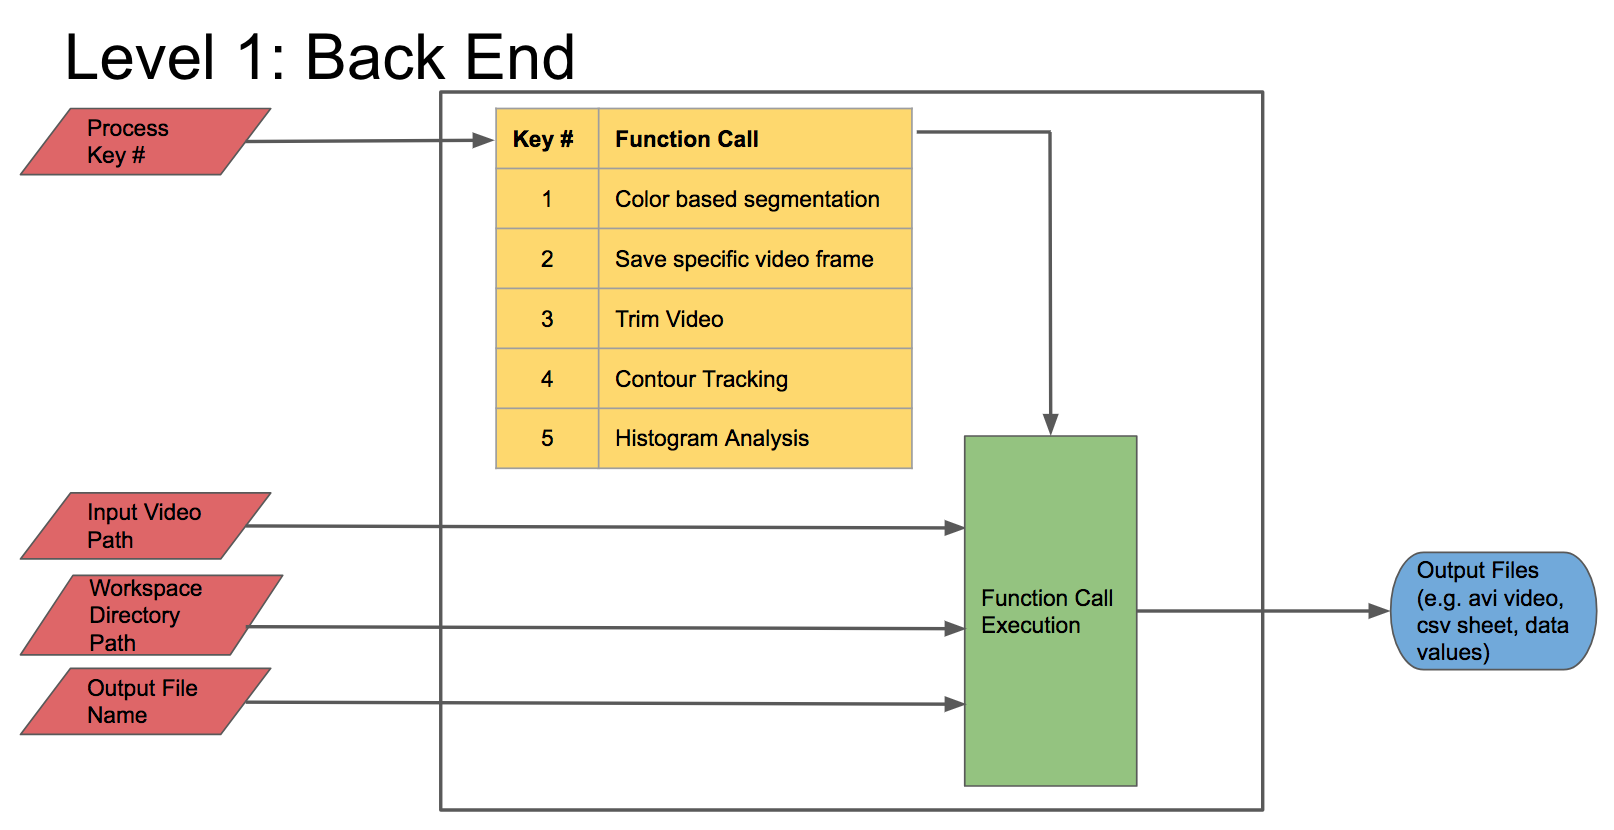 Level 1: Back End
Process
Key #
Key # Function Call
1 Color based segmentation
2 Save specific video frame
3 Trim Video
4 Contour Tracking
5 Histogram Analysis
Input Video
Path
Workspace
Directory
Path
Output File
Name
Function Call
Execution
Output Files
(e.g. avi video,
csv sheet, data
values)